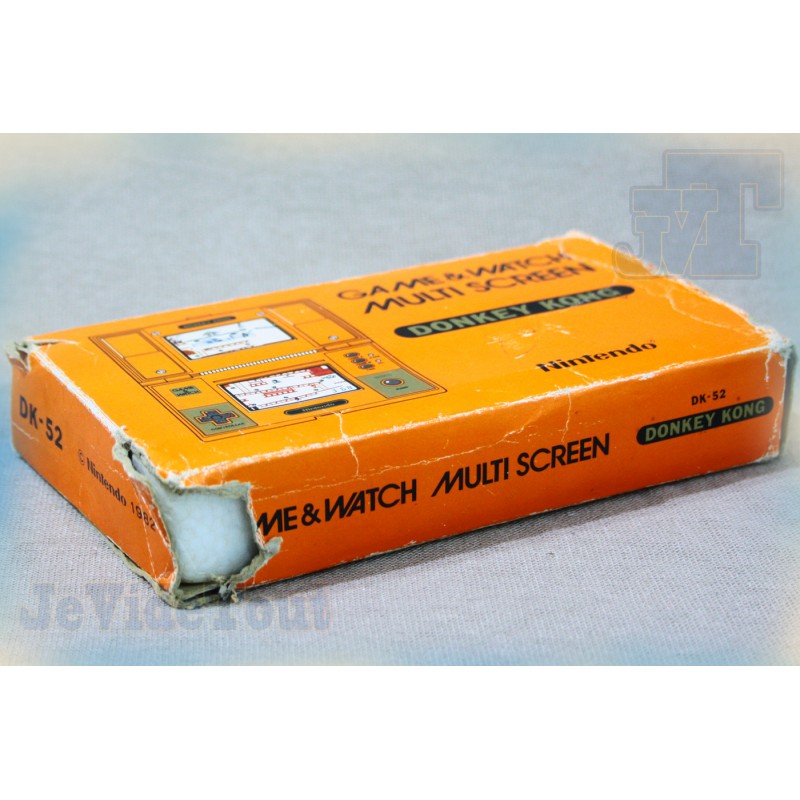 GAME & WATCH
MULTI SCREEN
DONKEY KONG
Nintendo
DK-52
© Nintendo 1982
ME & WATCH MULTI SCREEN
DK-52
DONKEY KONG
JeVideTout
JVT